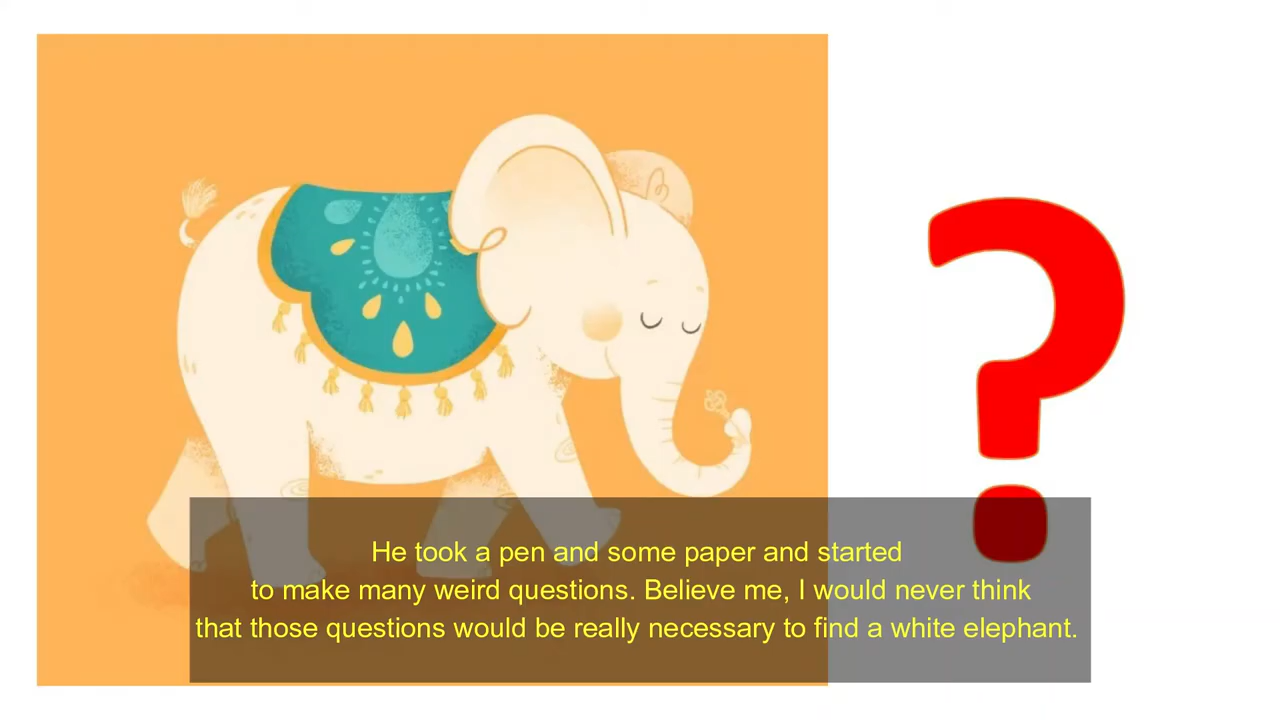 ?
He took a pen and some paper and started
to make many weird questions. Believe me, I would never think
that those questions would be really necessary to find a white elephant.